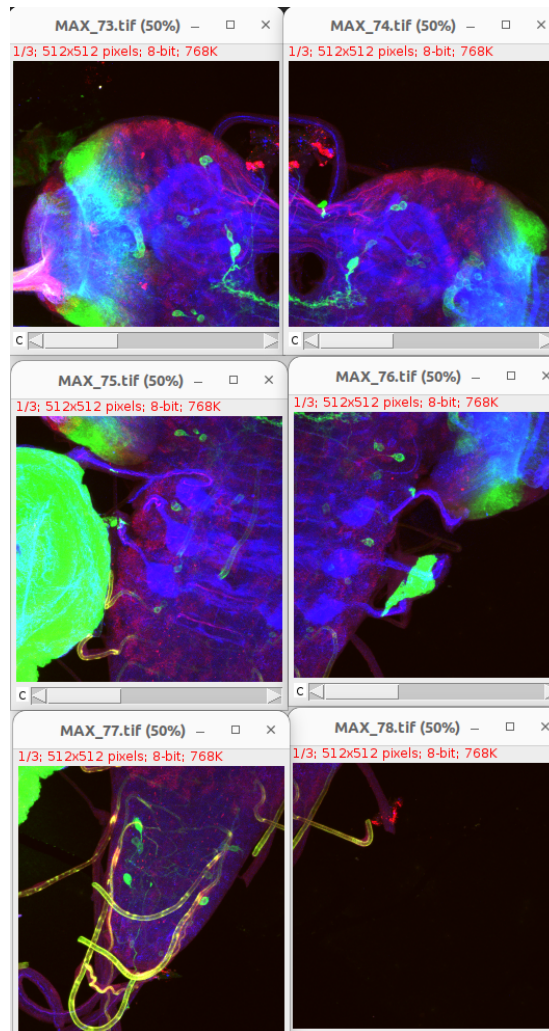 MAX_73.tif (50%)
1/3; 512x512 pixels; 8-bit; 768K
c
MAX_74.tif (50%)
1/3; 512x512 pixels; 8-bit; 768K
c
MAX_75.tif (50%)
1/3; 512x512 pixels; 8-bit; 768K
c
MAX_76.tif (50%)
1/3; 512x512 pixels; 8-bit; 768K
c
MAX_77.tif (50%)
1/3; 512x512 pixels; 8-bit; 768K
MAX_78.tif (50%)
1/3; 512x512 pixels; 8-bit; 768K